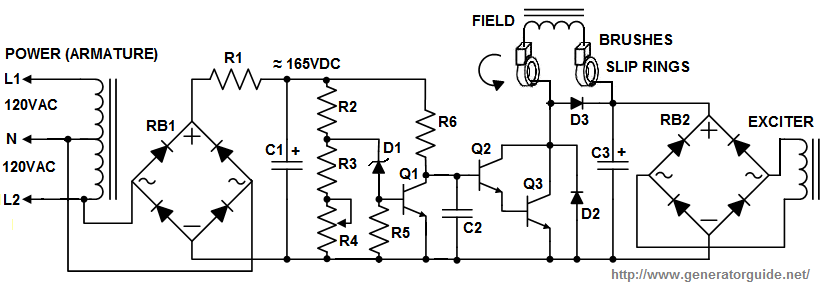 FIELD
BRUSHES
SLIP RINGS
POWER (ARMATURE)
L1
120VAC
N
120VAC
L2
RB1
R1
≈ 165VDC
C1
+
R2
R3
R4
D1
R5
R6
Q1
C2
Q2
Q3
D3
D2
C3
+
RB2
EXCITER
+
~
~
−
+
~
~
−
http://www.generatorguide.net/